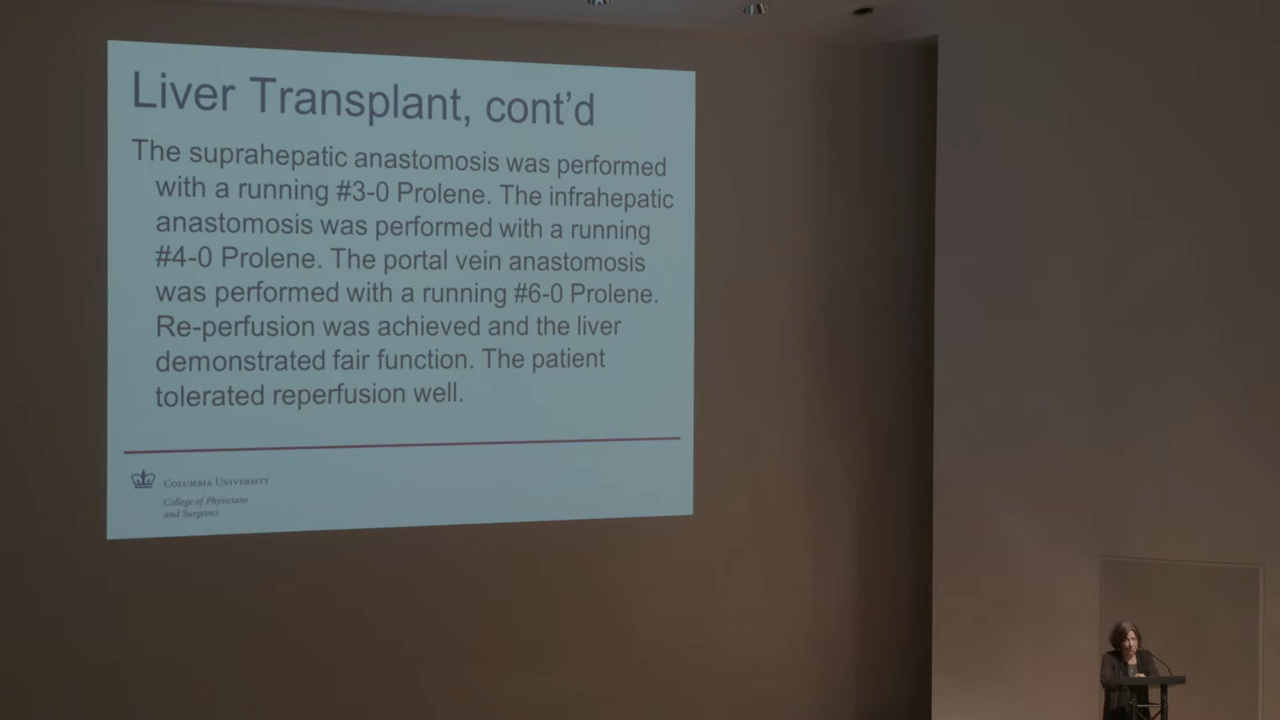 Liver Transplant, cont’d
The suprahepatic anastomosis was performed
with a running #3-0 Prolene. The infrahepatic
anastomosis was performed with a running
#4-0 Prolene. The portal vein anastomosis
was performed with a running #6-0 Prolene.
Re-perfusion was achieved and the liver
demonstrated fair function. The patient
tolerated reperfusion well.
COLUMBIA UNIVERSITY
College of Physicians
and Surgeons